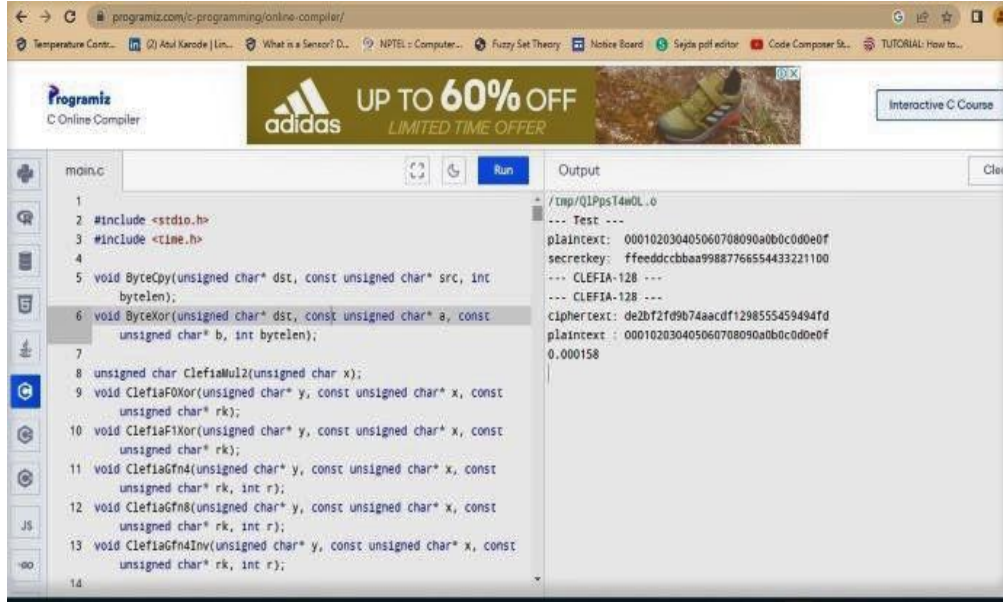 programiz.com/c-programming/online-compiler/
Temperature Contr... (2) Atul Karode | Lin... What is a Sensor? D... NPTEL :: Computer... Fuzzy Set Theory Notice Board Sejda pdf editor Code Composer St... TUTORIAL: How to...
Programiz
C Online Compiler
adidas
UP TO 60% OFF
LIMITED TIME OFFER
Interactive C Course
main.c
Run
Output
Cle
1
2 #include <stdio.h>
3 #include <time.h>
4
5 void ByteCpy(unsigned char* dst, const unsigned char* src, int
bytelen);
6 void ByteXor(unsigned char* dst, const unsigned char* a, const
unsigned char* b, int bytelen);
7
8 unsigned char ClefiaMul2(unsigned char x);
9 void ClefiaF0Xor(unsigned char* y, const unsigned char* x, const
unsigned char* rk);
10 void ClefiaF1Xor(unsigned char* y, const unsigned char* x, const
unsigned char* rk);
11 void ClefiaGfn4(unsigned char* y, const unsigned char* x, const
unsigned char* rk, int r);
12 void ClefiaGfn8(unsigned char* y, const unsigned char* x, const
unsigned char* rk, int r);
13 void ClefiaGfn4Inv(unsigned char* y, const unsigned char* x, const
unsigned char* rk, int r);
14
/tmp/QlPpsT4wOL.o
--- Test ---
plaintext: 000102030405060708090a0b0c0d0e0f
secretkey: ffeeddccbbaa99887766554433221100
--- CLEFIA-128 ---
--- CLEFIA-128 ---
ciphertext: de2bf2fd9b74aacdf1298555459494fd
plaintext : 000102030405060708090a0b0c0d0e0f
0.000158
JS
GO